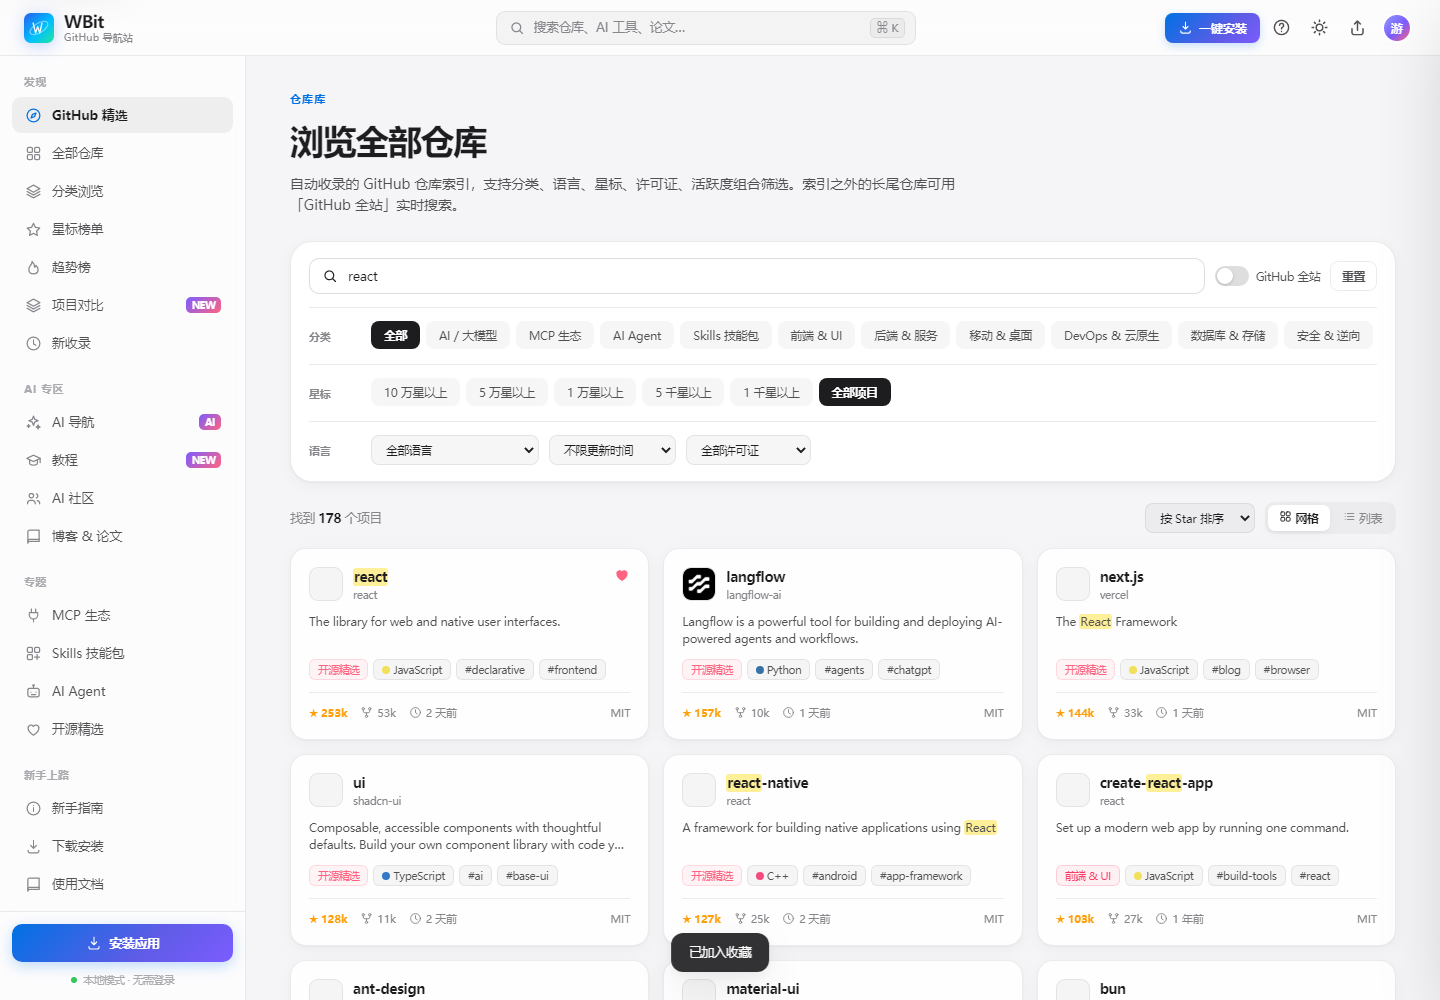 WBit
GitHub 导航站
搜索仓库、AI 工具、论文...
⌘ K
一键安装
游
发现
GitHub 精选
全部仓库
分类浏览
星标榜单
趋势榜
项目对比 NEW
新收录
AI 专区
AI 导航 AI
教程 NEW
AI 社区
博客 & 论文
专题
MCP 生态
Skills 技能包
AI Agent
开源精选
新手上路
新手指南
下载安装
使用文档
安装应用
本地模式 · 无需登录
仓库库
浏览全部仓库
自动收录的 GitHub 仓库索引，支持分类、语言、星标、许可证、活跃度组合筛选。索引之外的长尾仓库可用
「GitHub 全站」实时搜索。
react
GitHub 全站
重置
分类 全部 AI / 大模型 MCP 生态 AI Agent Skills 技能包 前端 & UI 后端 & 服务 移动 & 桌面 DevOps & 云原生 数据库 & 存储 安全 & 逆向
星标 10 万星以上 5 万星以上 1 万星以上 5 千星以上 1 千星以上 全部项目
语言 全部语言 不限更新时间 全部许可证
找到 178 个项目
按 Star 排序
网格 列表
react
react
The library for web and native user interfaces.
开源精选 JavaScript #declarative #frontend
★ 253k 53k 2 天前 MIT
langflow
langflow-ai
Langflow is a powerful tool for building and deploying AI-
powered agents and workflows.
开源精选 Python #agents #chatgpt
★ 157k 10k 1 天前 MIT
next.js
vercel
The React Framework
开源精选 JavaScript #blog #browser
★ 144k 33k 1 天前 MIT
ui
shadcn-ui
Composable, accessible components with thoughtful
defaults. Build your own component library with code y...
开源精选 TypeScript #ai #base-ui
★ 128k 11k 2 天前 MIT
react-native
react
A framework for building native applications using React
开源精选 C++ #android #app-framework
★ 127k 25k 2 天前 MIT
create-react-app
react
Set up a modern web app by running one command.
前端 & UI JavaScript #build-tools #react
★ 103k 27k 1 年前 MIT
已加入收藏
ant-design
material-ui
bun